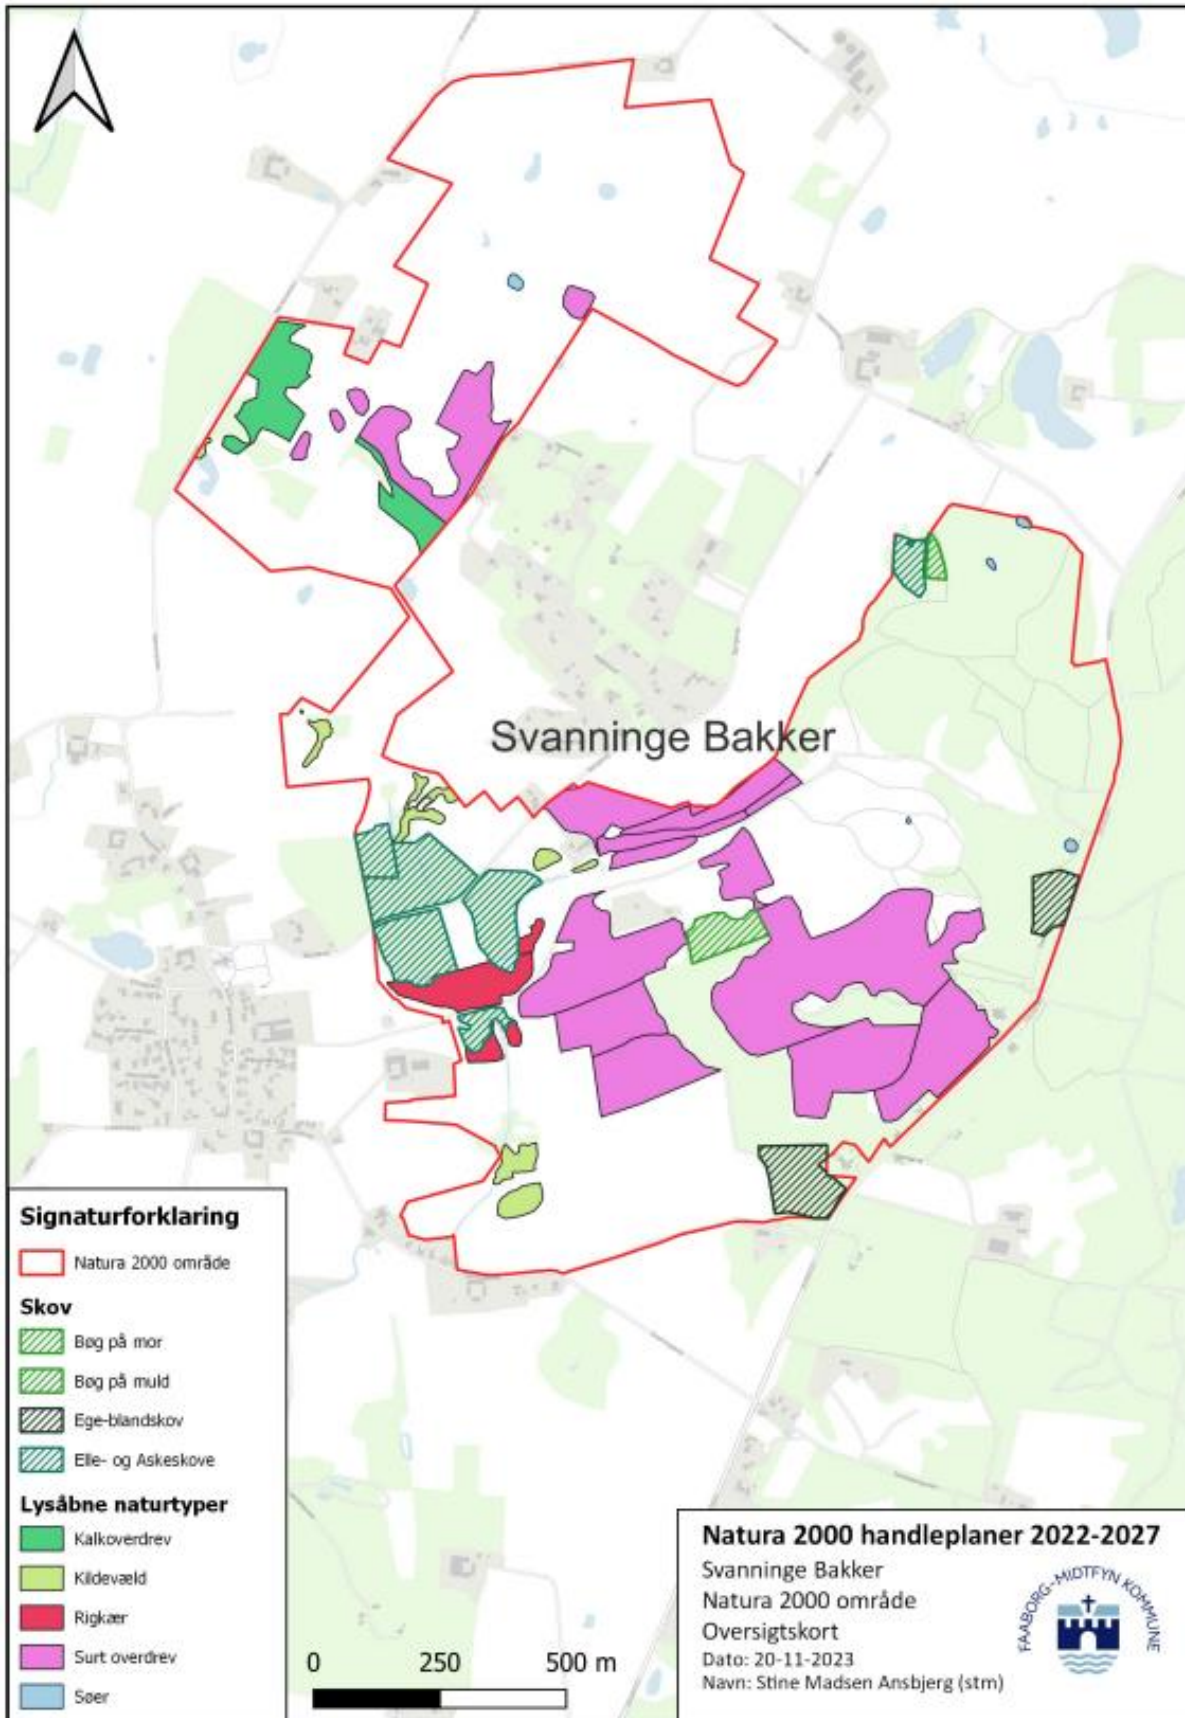 Svanninge Bakker
Signaturforklaring
Natura 2000 område
Skov
Bøg på mor
Bøg på muld
Ege-blandskov
Elle- og Askeskove
Lysåbne naturtyper
Kalkoverdrev
Kildevæld
Rigkær
Surt overdrev
Søer
0 250 500 m
Natura 2000 handleplaner 2022-2027
Svanninge Bakker
Natura 2000 område
Oversigtskort
Dato: 20-11-2023
Navn: Stine Madsen Ansbjerg (stm)
FAABORG-MIDTFYN KOMMUNE